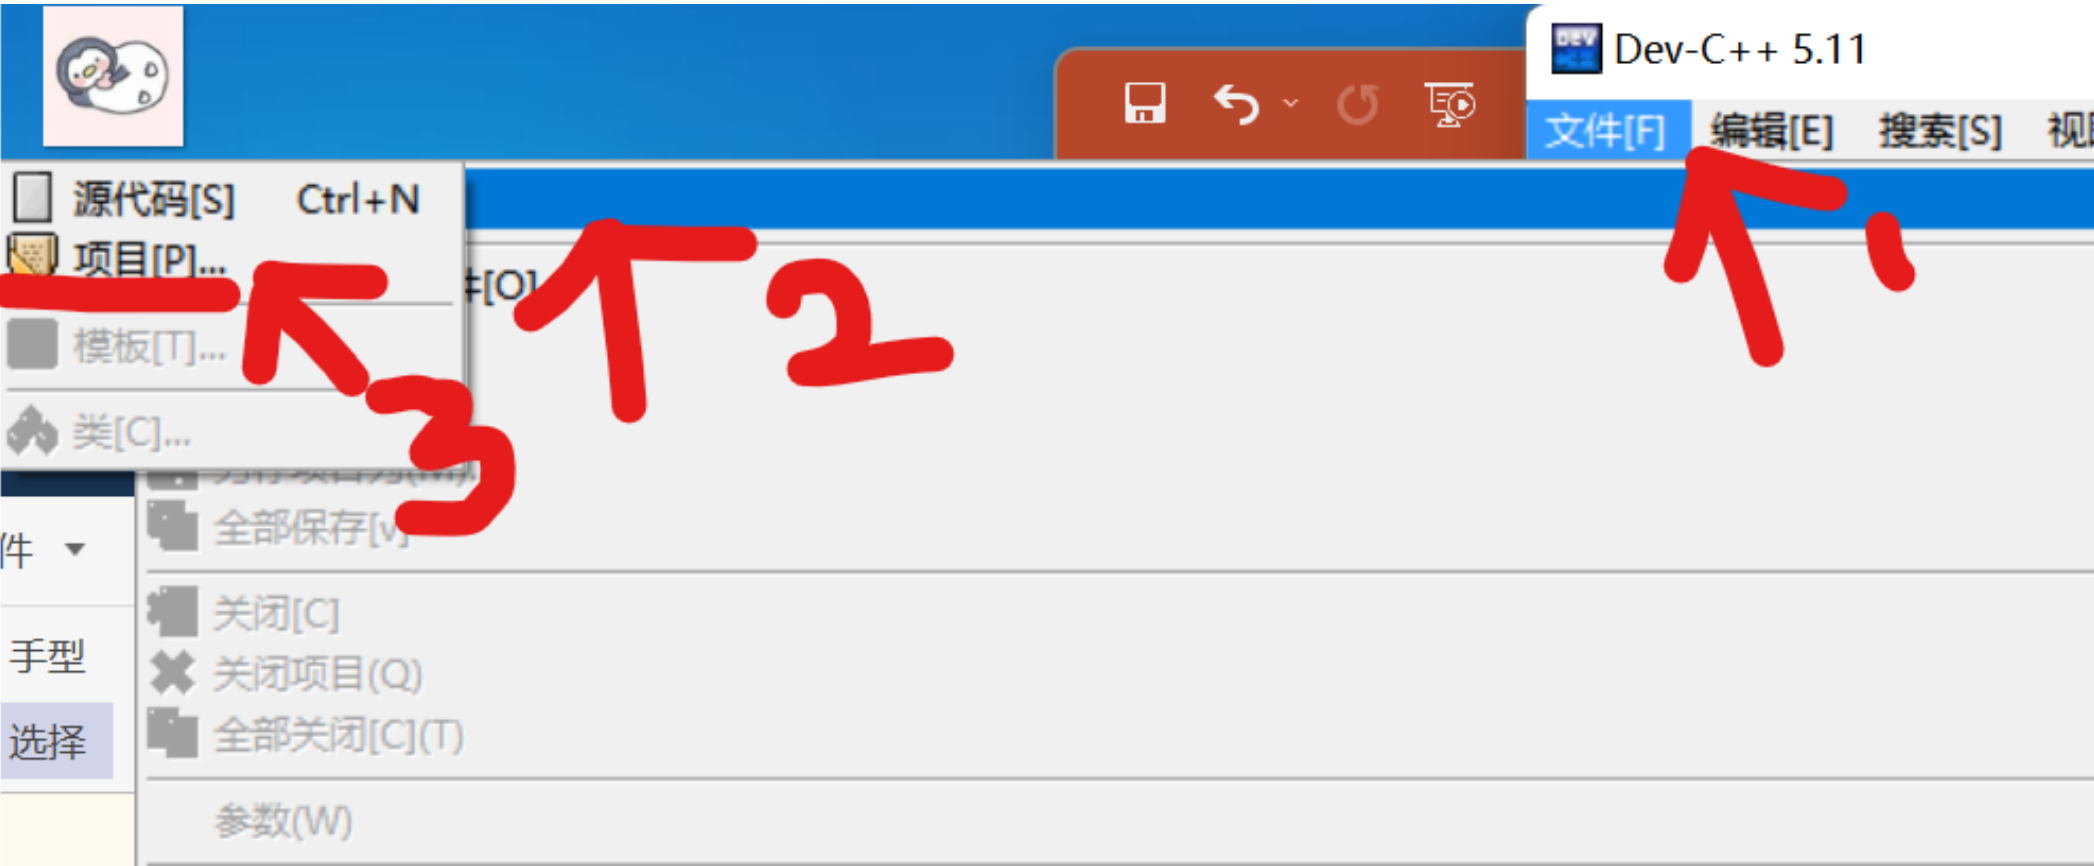 Dev-C++ 5.11
文件[F] 编辑[E] 搜索[S]
1
源代码[S] Ctrl+N
项目[P]...
[O]
2
模板[T]...
3
类[C]...
全部保存[v]
件
关闭[C]
手型
关闭项目(Q)
选择
全部关闭[C](T)
参数(W)